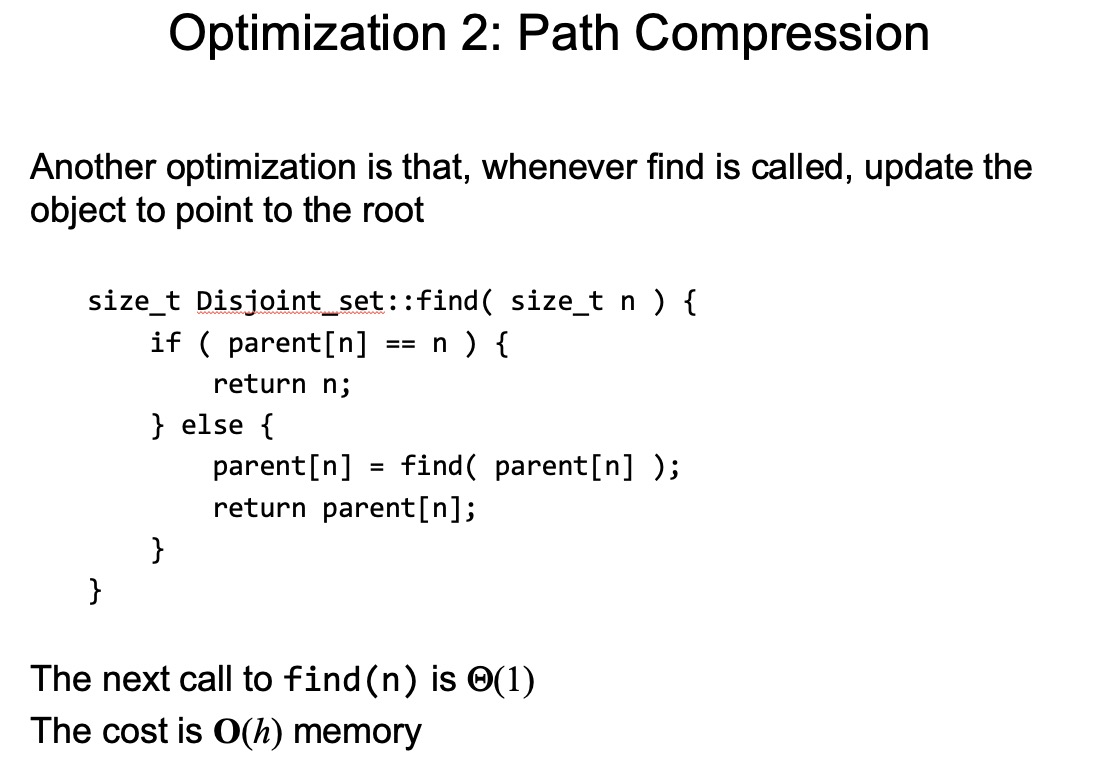 Optimization 2: Path Compression
Another optimization is that, whenever find is called, update the
object to point to the root
size_t Disjoint_set::find( size_t n ) {
    if ( parent[n] == n ) {
        return n;
    } else {
        parent[n] = find( parent[n] );
        return parent[n];
    }
}
The next call to find(n) is Θ(1)
The cost is O(h) memory